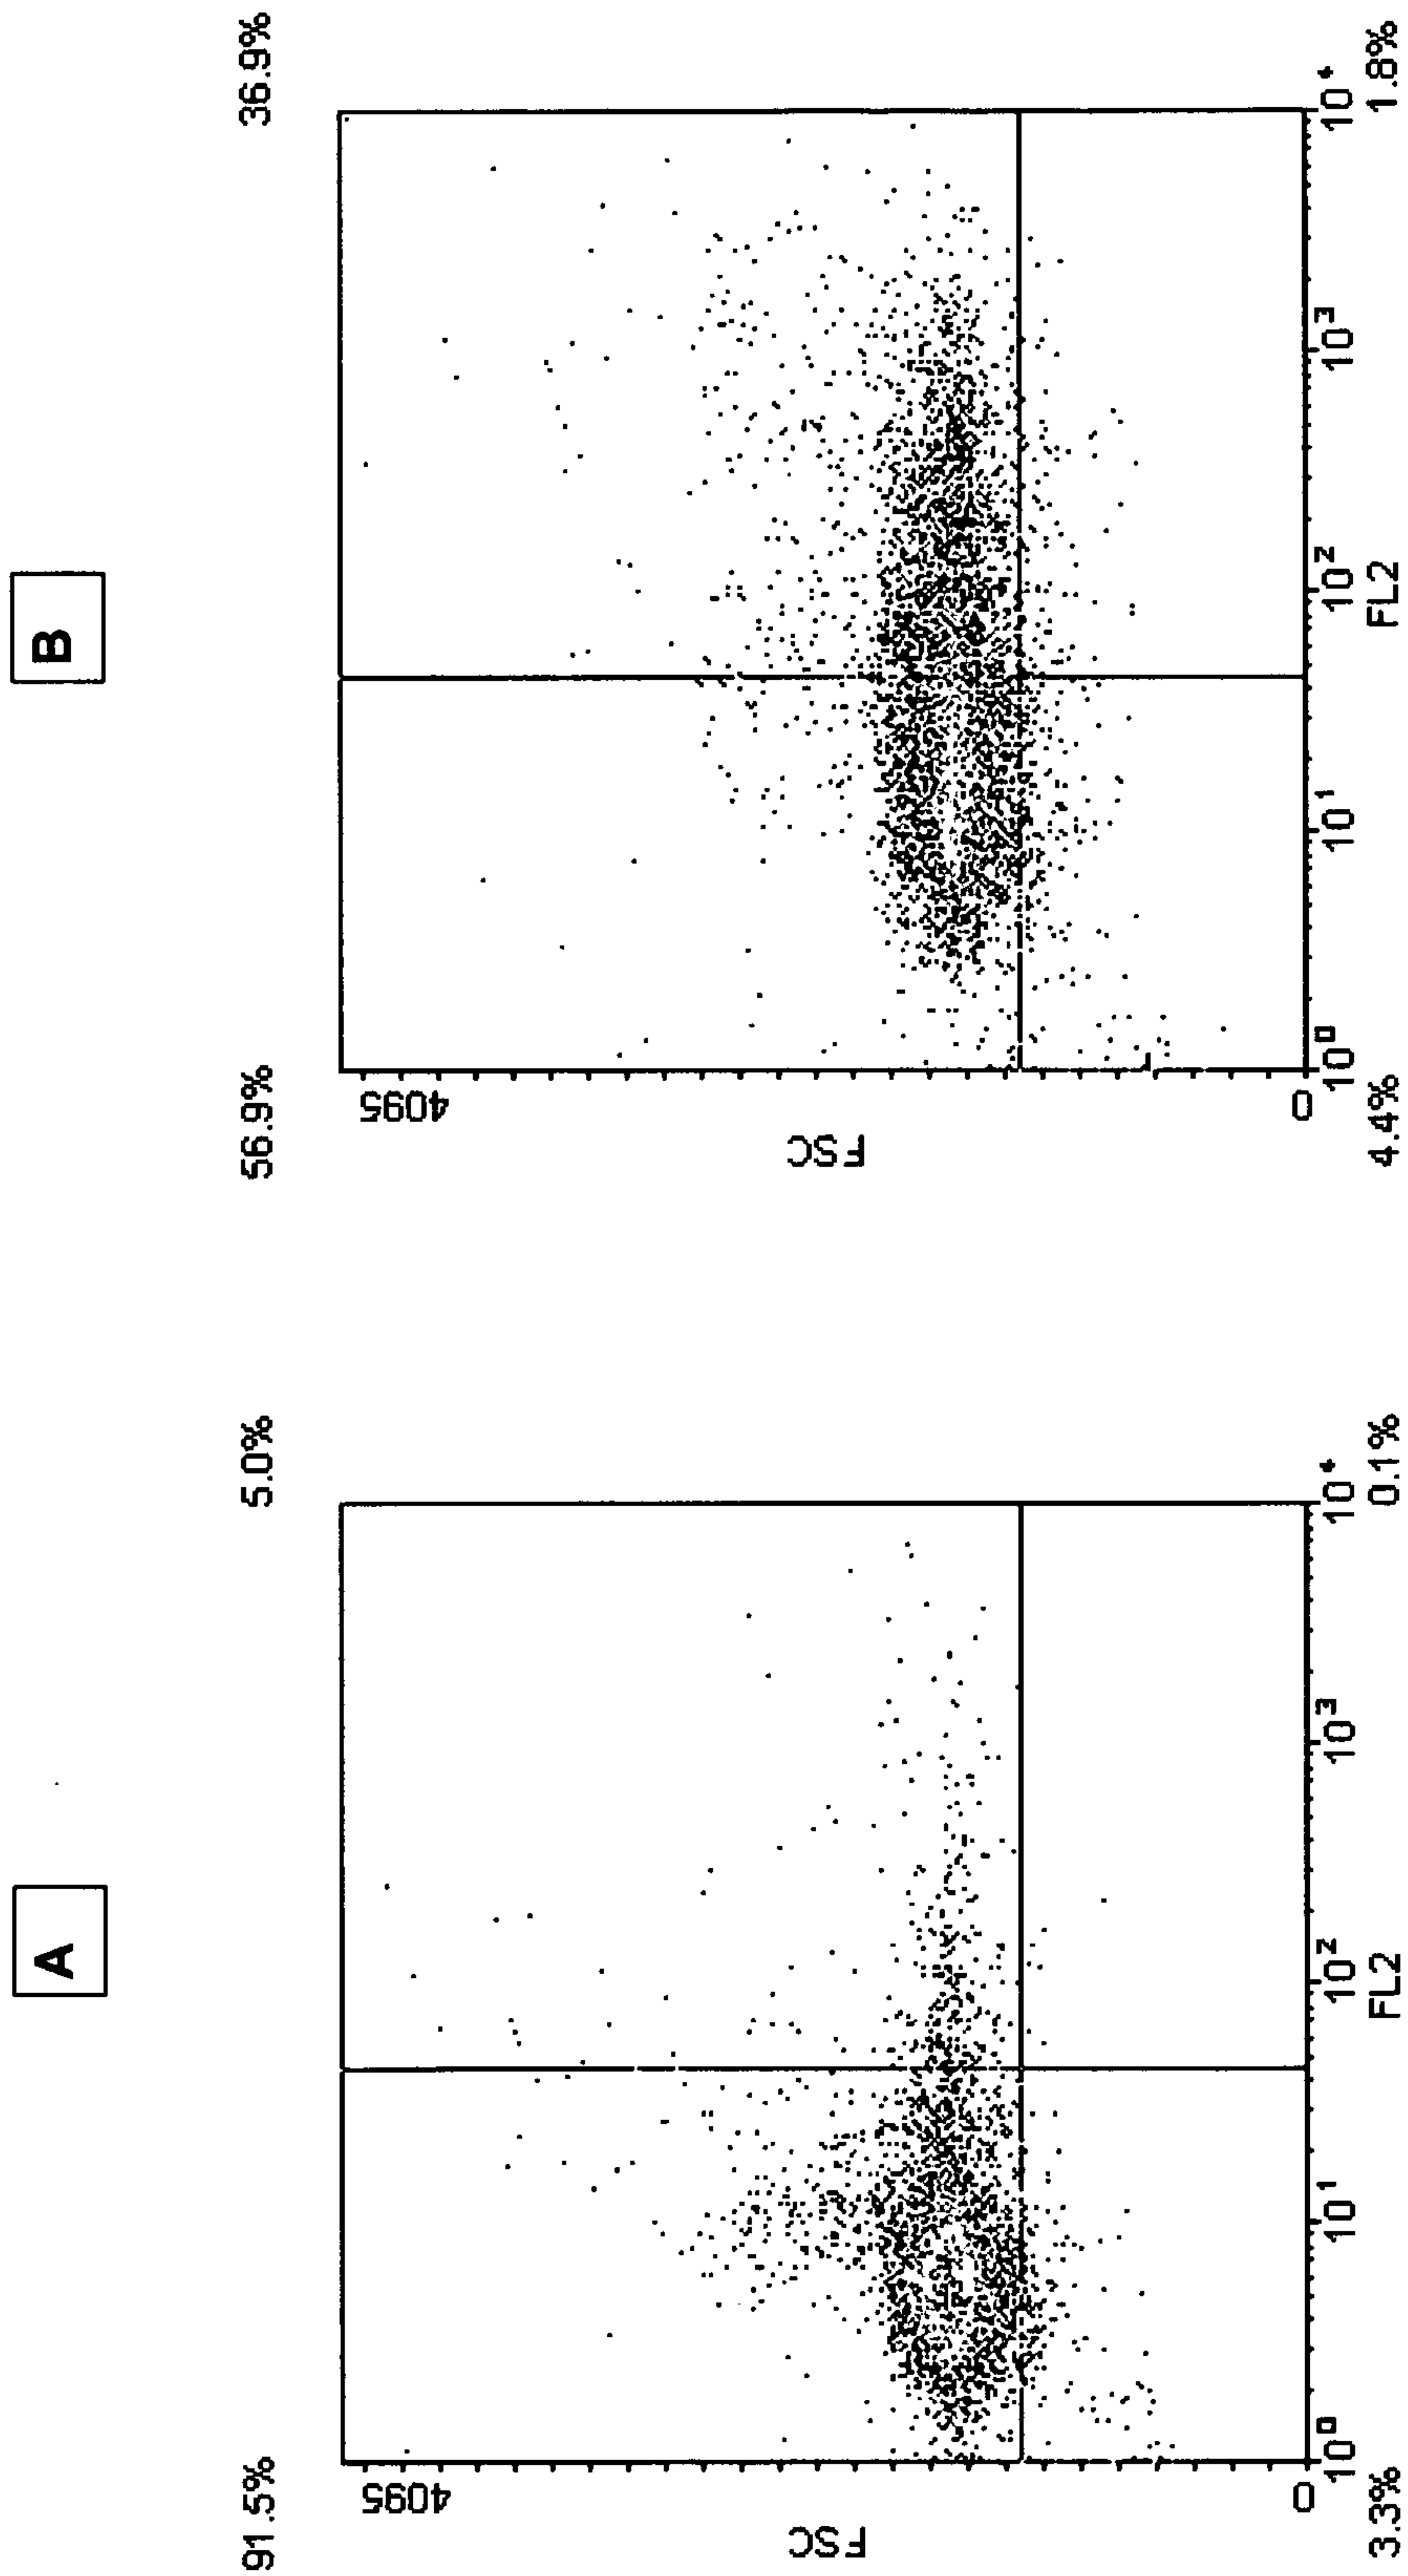 A
91.5% 5.0%
4095
FSC
0
10⁰ 10¹ 10² 10³ 10⁴
FL2
3.3% 0.1%
B
56.9% 36.9%
4095
FSC
0
10⁰ 10¹ 10² 10³ 10⁴
FL2
4.4% 1.8%